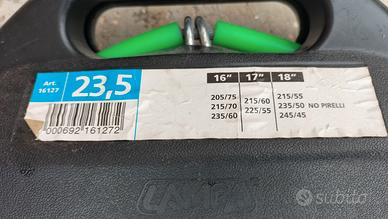 Art.
16127
23,5
16" 17" 18"
205/75 215/60 215/55
215/70 225/55 235/50 NO PIRELLI
235/60 245/45
000692 161272
LAMPA
subito